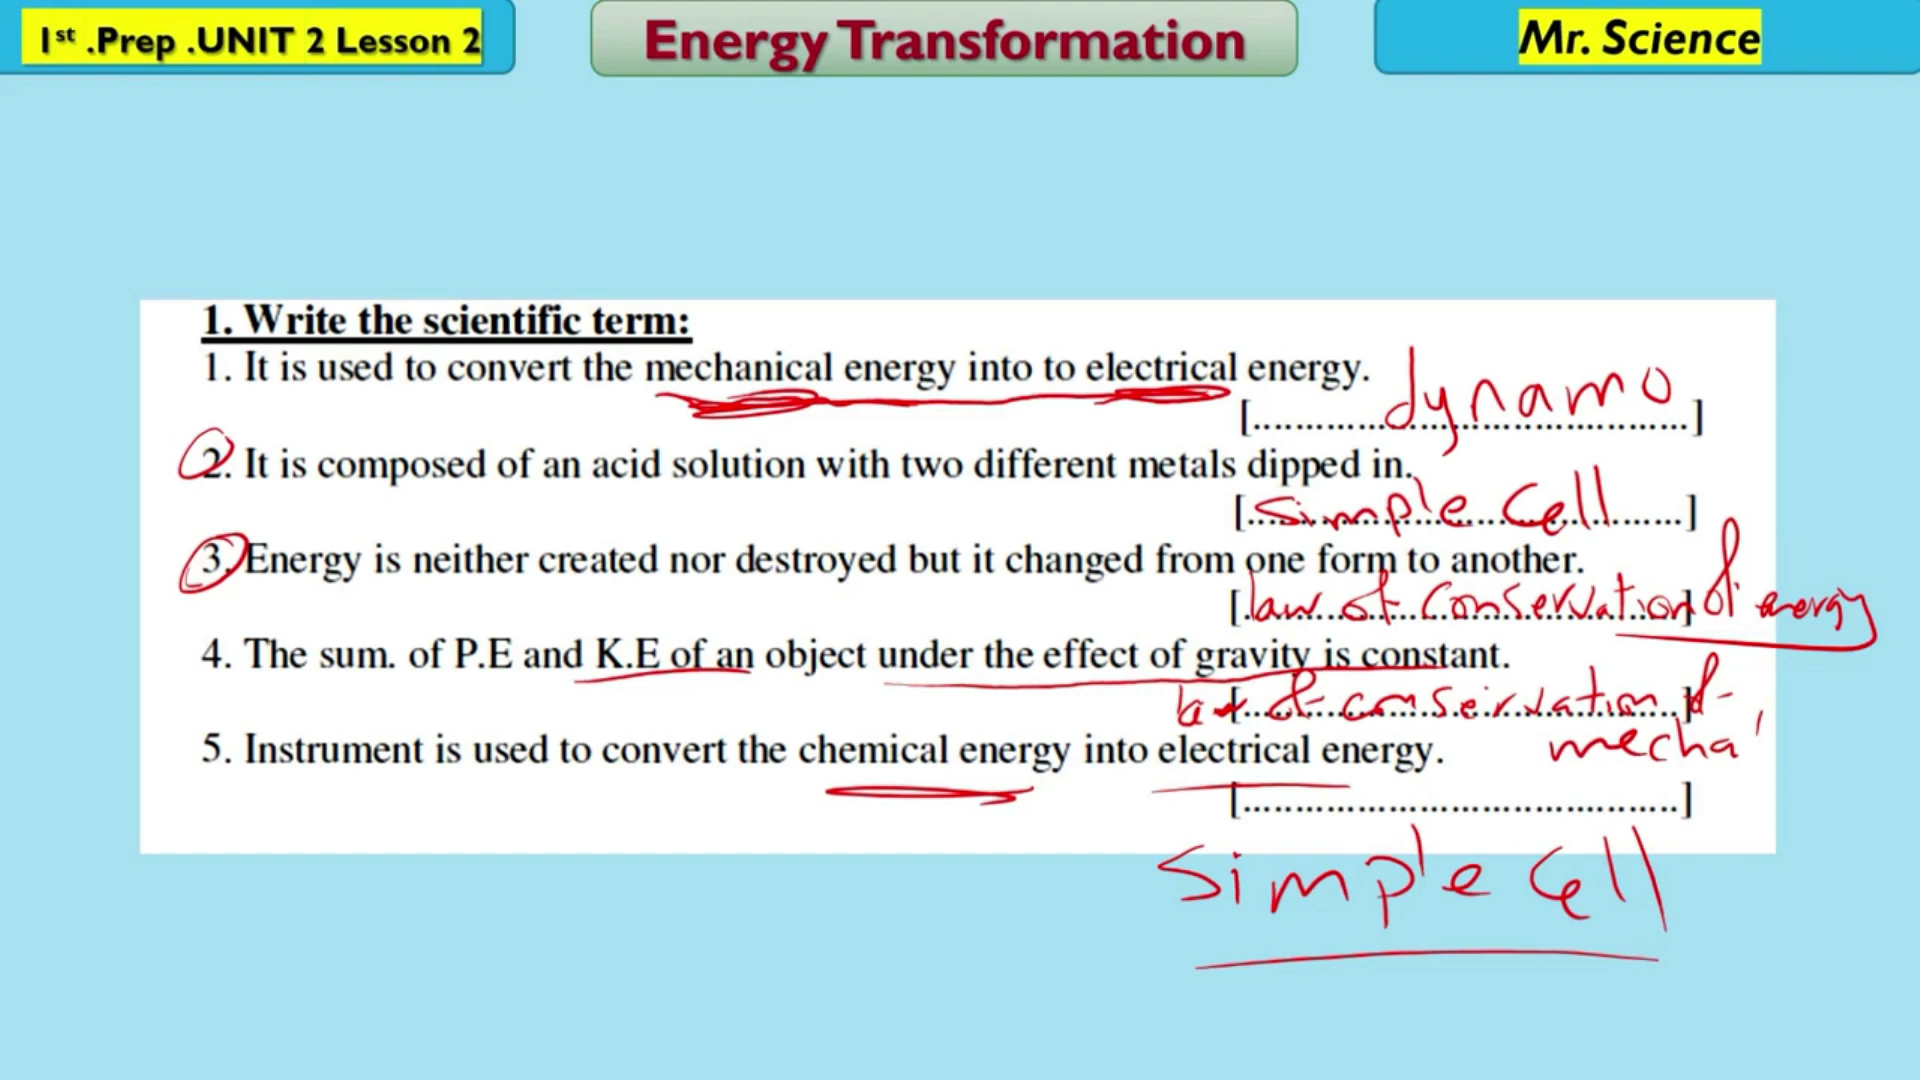 1st .Prep .UNIT 2 Lesson 2
Energy Transformation
Mr. Science
1. Write the scientific term:
1. It is used to convert the mechanical energy into to electrical energy.
[..............dynamo..............]
2. It is composed of an acid solution with two different metals dipped in.
[..............simple cell..............]
3. Energy is neither created nor destroyed but it changed from one form to another.
[..............law of conservation of energy..............]
4. The sum. of P.E and K.E of an object under the effect of gravity is constant.
law [..............of conservation..............] of
mecha
5. Instrument is used to convert the chemical energy into electrical energy.
[..........................................]
simple cell